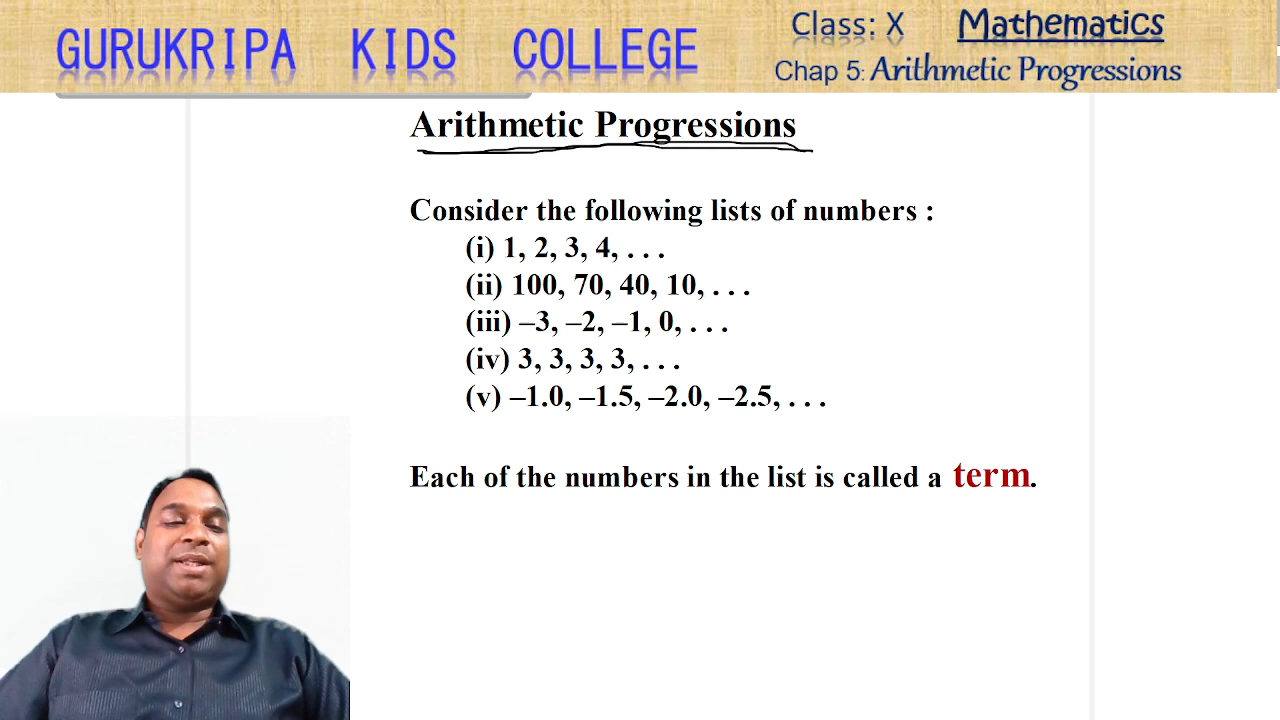 GURUKRIPA KIDS COLLEGE
Class: X Mathematics
Chap 5: Arithmetic Progressions
Arithmetic Progressions
Consider the following lists of numbers :
(i) 1, 2, 3, 4, . . .
(ii) 100, 70, 40, 10, . . .
(iii) –3, –2, –1, 0, . . .
(iv) 3, 3, 3, 3, . . .
(v) –1.0, –1.5, –2.0, –2.5, . . .
Each of the numbers in the list is called a term.